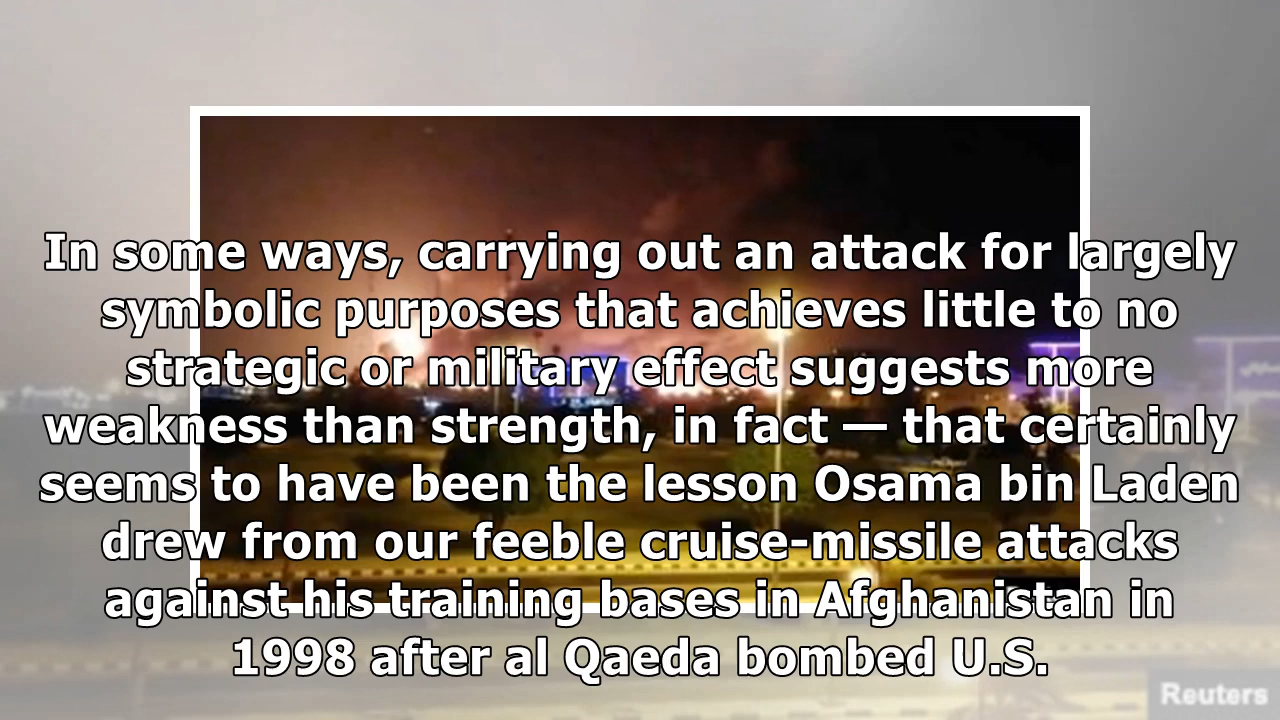 In some ways, carrying out an attack for largely
symbolic purposes that achieves little to no
strategic or military effect suggests more
weakness than strength, in fact — that certainly
seems to have been the lesson Osama bin Laden
drew from our feeble cruise-missile attacks
against his training bases in Afghanistan in
1998 after al Qaeda bombed U.S.
Reuters